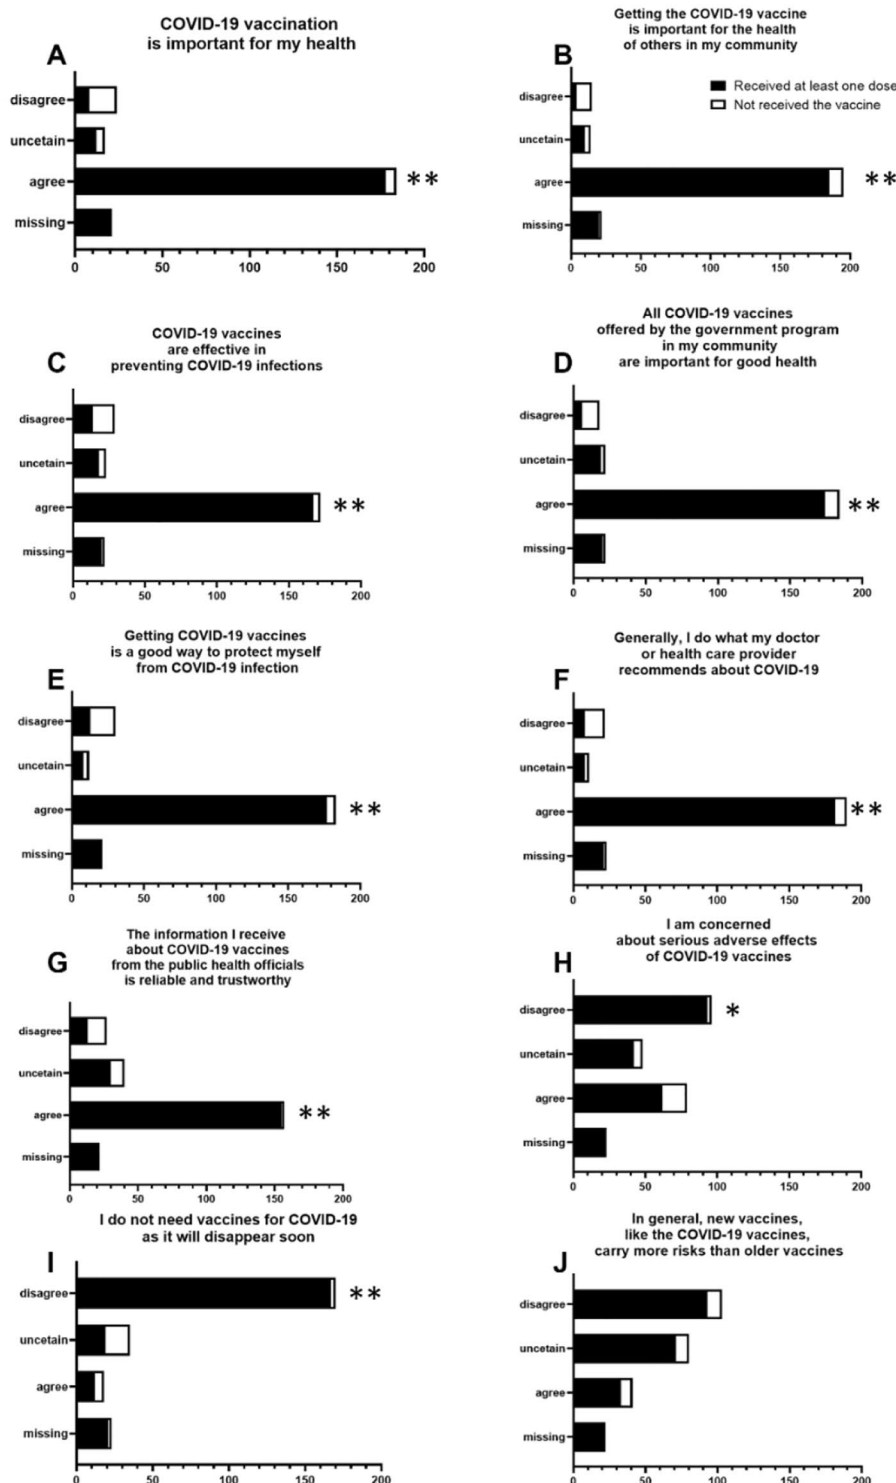 COVID-19 vaccination
is important for my health
A
disagree
uncetain
agree
**
missing
0 50 100 150 200
Getting the COVID-19 vaccine
is important for the health
of others in my community
B
Received at least one dose
Not received the vaccine
disagree
uncetain
agree
**
missing
0 50 100 150 200
COVID-19 vaccines
are effective in
preventing COVID-19 infections
C
disagree
uncetain
agree
**
missing
0 50 100 150 200
All COVID-19 vaccines
offered by the government program
in my community
are important for good health
D
disagree
uncetain
agree
**
missing
0 50 100 150 200
Getting COVID-19 vaccines
is a good way to protect myself
from COVID-19 infection
E
disagree
uncetain
agree
**
missing
0 50 100 150 200
Generally, I do what my doctor
or health care provider
recommends about COVID-19
F
disagree
uncetain
agree
**
missing
0 50 100 150 200
The information I receive
about COVID-19 vaccines
from the public health officials
is reliable and trustworthy
G
disagree
uncetain
agree
**
missing
0 50 100 150 200
I am concerned
about serious adverse effects
of COVID-19 vaccines
H
disagree
*
uncetain
agree
missing
0 50 100 150 200
I do not need vaccines for COVID-19
as it will disappear soon
I
disagree
**
uncetain
agree
missing
0 50 100 150 200
In general, new vaccines,
like the COVID-19 vaccines,
carry more risks than older vaccines
J
disagree
uncetain
agree
missing
0 50 100 150 200